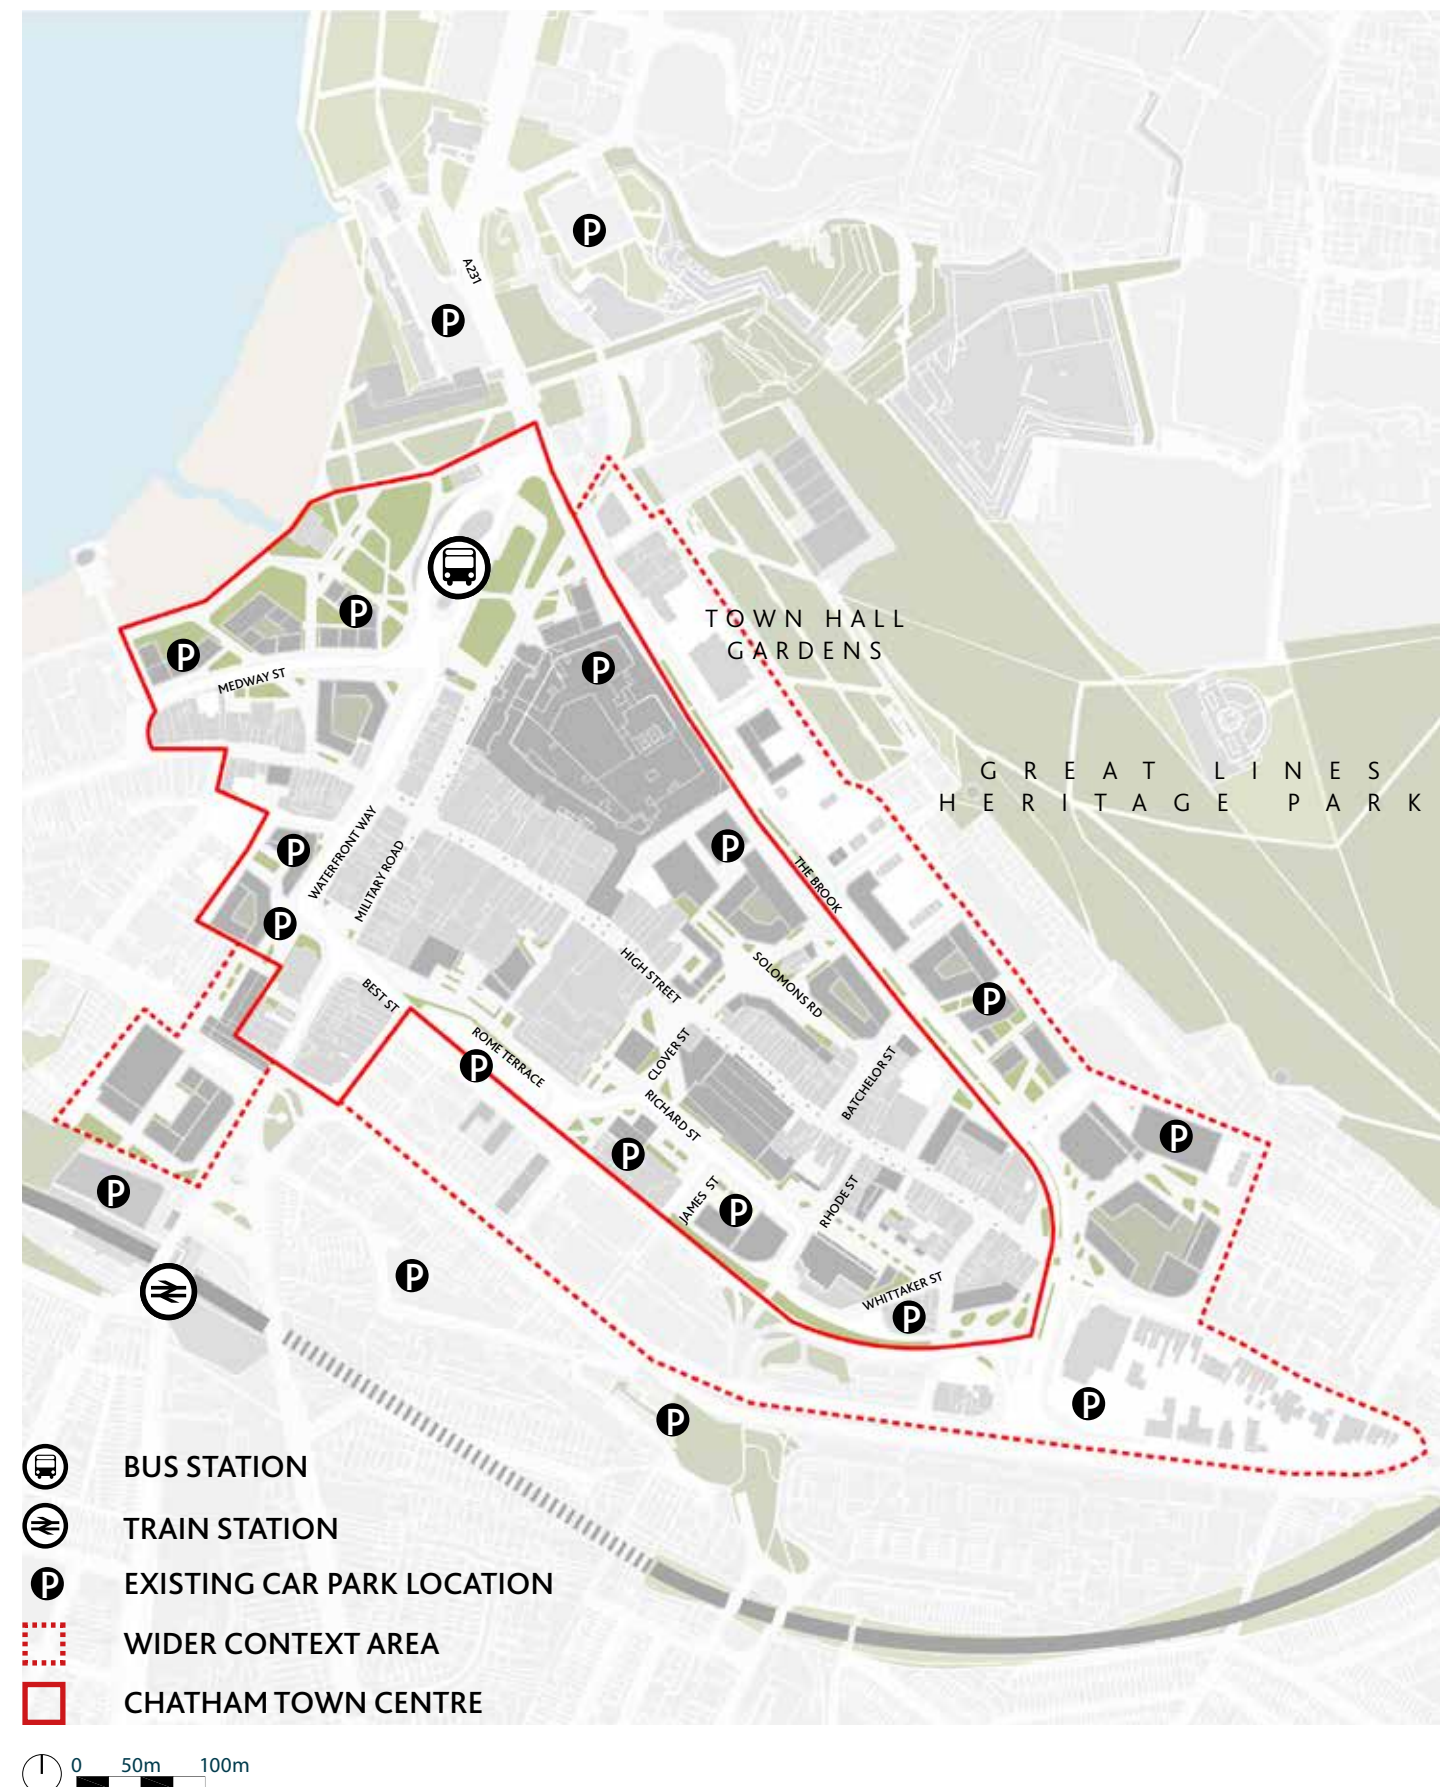 P
A231
P
TOWN HALL
GARDENS
P
P
MEDWAY ST
P
GREAT LINES
HERITAGE PARK
P
P
WATERFRONT WAY
MILITARY ROAD
THE BROOK
P
HIGH STREET
SOLOMONS RD
BEST ST
P
ROME TERRACE
P
CLOVER ST
BATCHELOR ST
RICHARD ST
P
P
P
JAMES ST
P
RHODE ST
P
WHITTAKER ST
P
P
P
P
BUS STATION
TRAIN STATION
P
EXISTING CAR PARK LOCATION
WIDER CONTEXT AREA
CHATHAM TOWN CENTRE
0 50m 100m